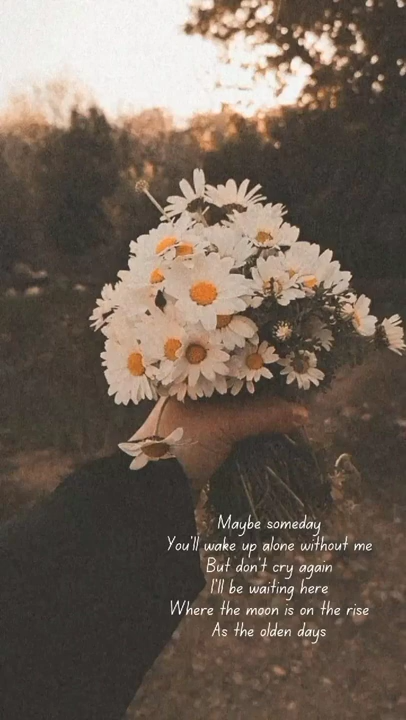 Maybe someday
You'll wake up alone without me
But don't cry again
I'll be waiting here
Where the moon is on the rise
As the olden days